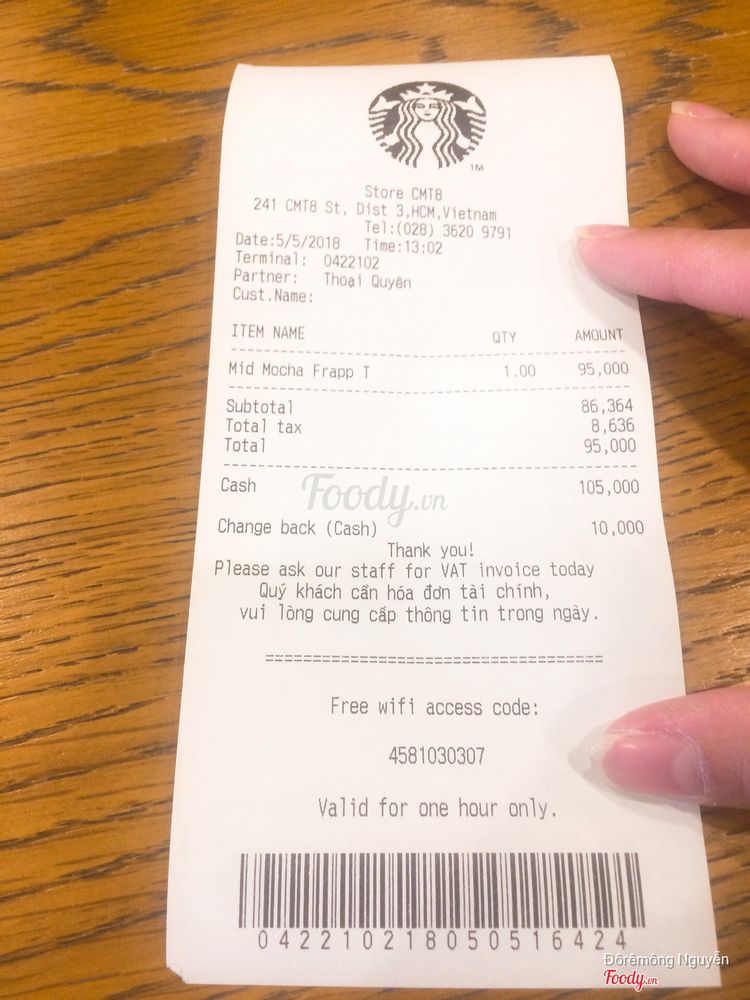 TM
Store CMT8
241 CMT8 St, Dist 3,HCM,Vietnam
Tel:(028) 3620 9791
Date:5/5/2018 Time:13:02
Terminal: 0422102
Partner: Thoại Quyên
Cust.Name:
ITEM NAME QTY AMOUNT
Mid Mocha Frapp T 1.00 95,000
Subtotal 86,364
Total tax 8,636
Total 95,000
Cash 105,000
Foody.vn
Change back (Cash) 10,000
Thank you!
Please ask our staff for VAT invoice today
Quý khách cần hóa đơn tài chính,
vui lòng cung cấp thông tin trong ngày.
===================================
Free wifi access code:
4581030307
Valid for one hour only.
04221021805051 6424
Đôrêmông Nguyễn
Foody.vn